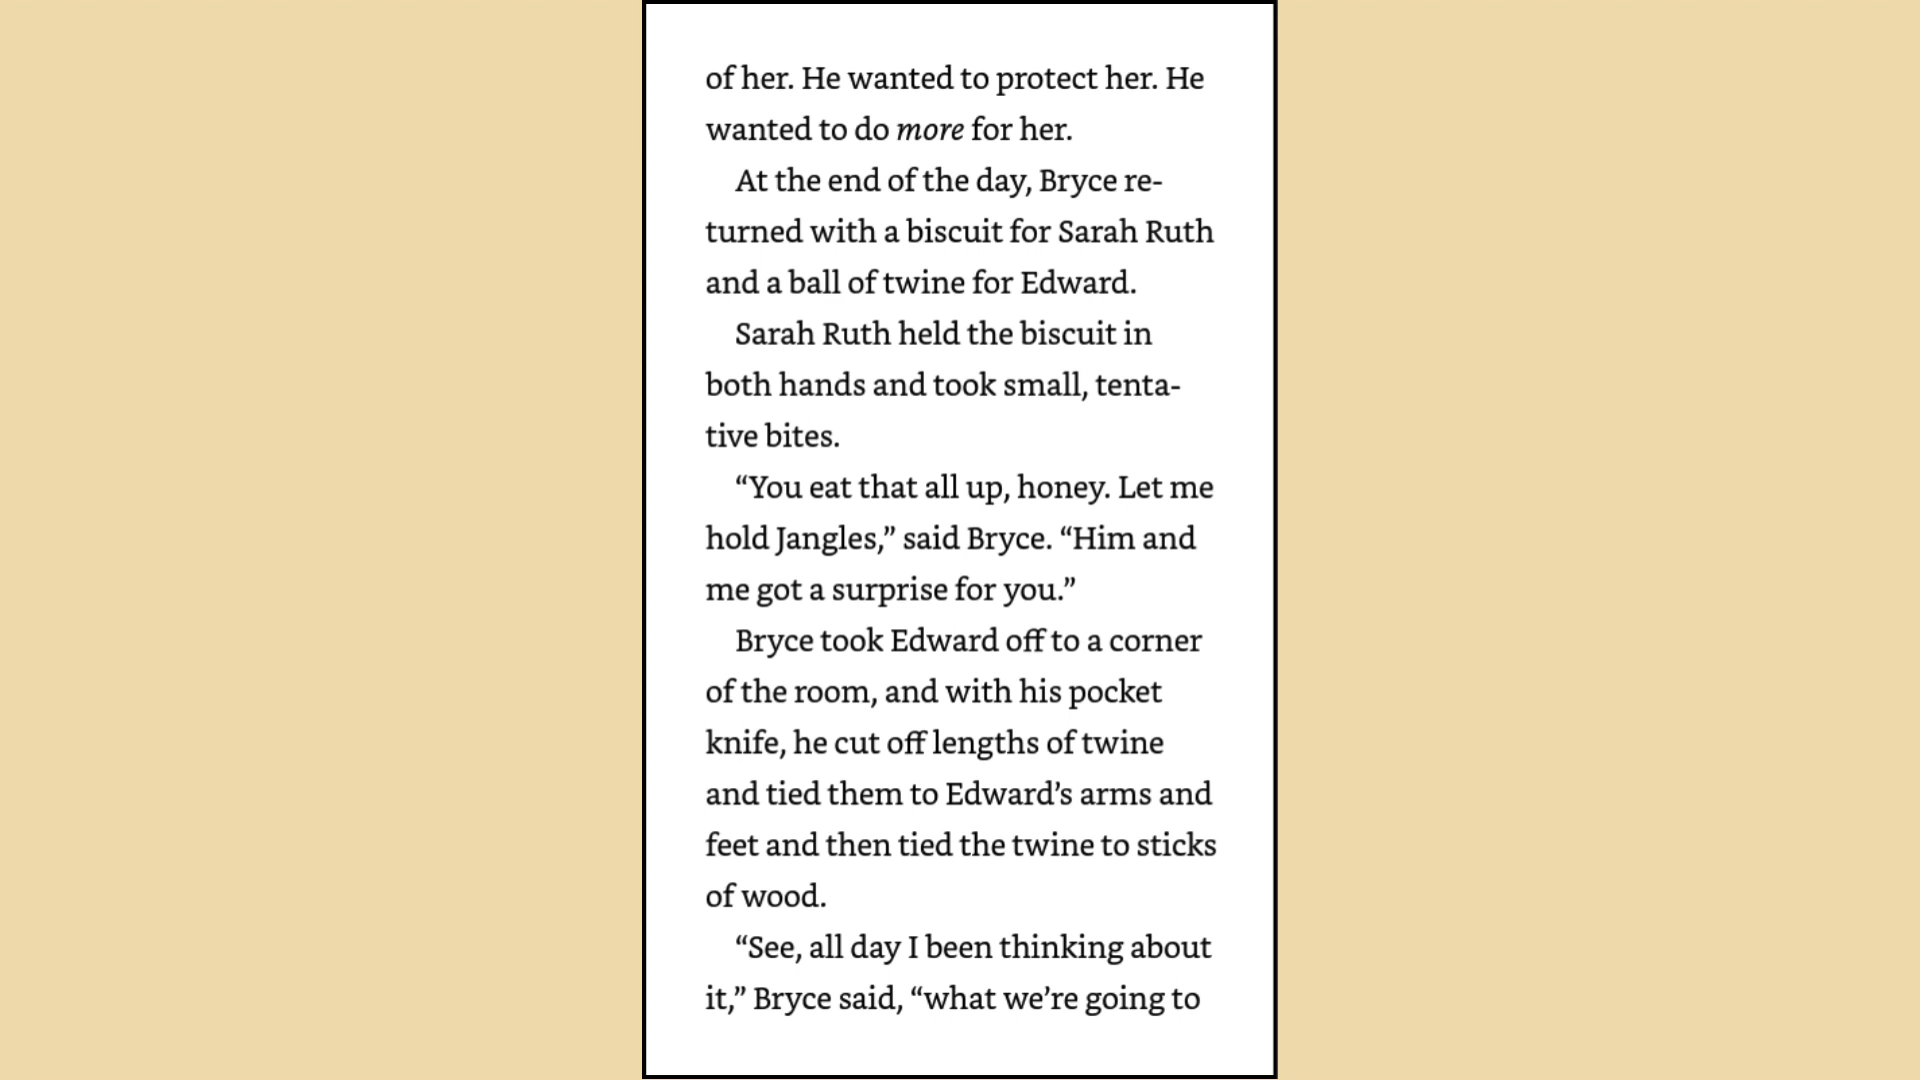 of her. He wanted to protect her. He
wanted to do more for her.
At the end of the day, Bryce re-
turned with a biscuit for Sarah Ruth
and a ball of twine for Edward.
Sarah Ruth held the biscuit in
both hands and took small, tenta-
tive bites.
“You eat that all up, honey. Let me
hold Jangles,” said Bryce. “Him and
me got a surprise for you.”
Bryce took Edward off to a corner
of the room, and with his pocket
knife, he cut off lengths of twine
and tied them to Edward’s arms and
feet and then tied the twine to sticks
of wood.
“See, all day I been thinking about
it,” Bryce said, “what we’re going to